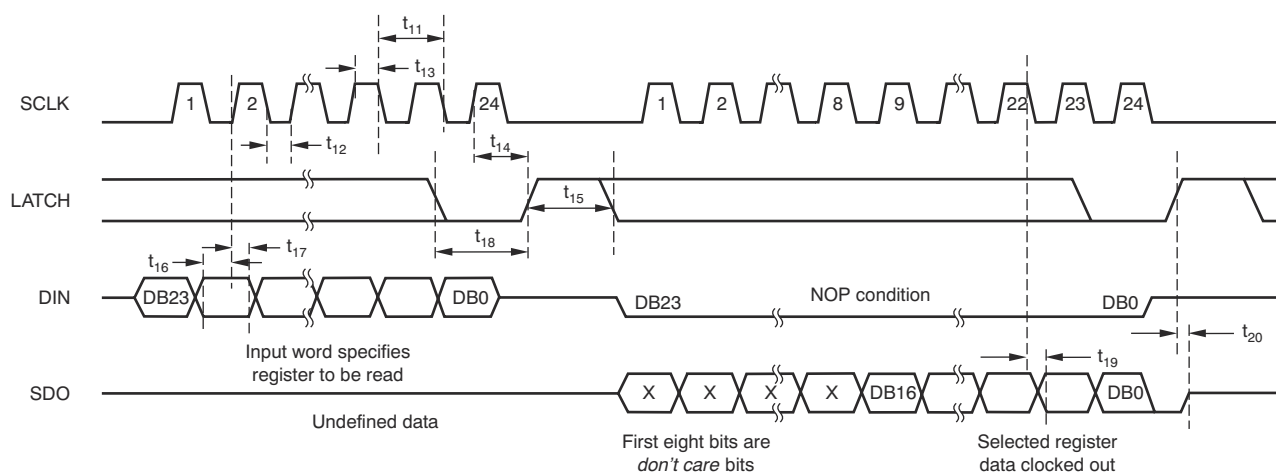 t11
t13
SCLK
1
2
24
1
2
8
9
22
23
24
t12
t14
LATCH
t15
t18
t16
t17
DIN
DB23
DB0
DB23
NOP condition
DB0
t20
Input word specifies
register to be read
t19
SDO
X
X
X
X
DB16
DB0
Undefined data
First eight bits are
don't care bits
Selected register
data clocked out